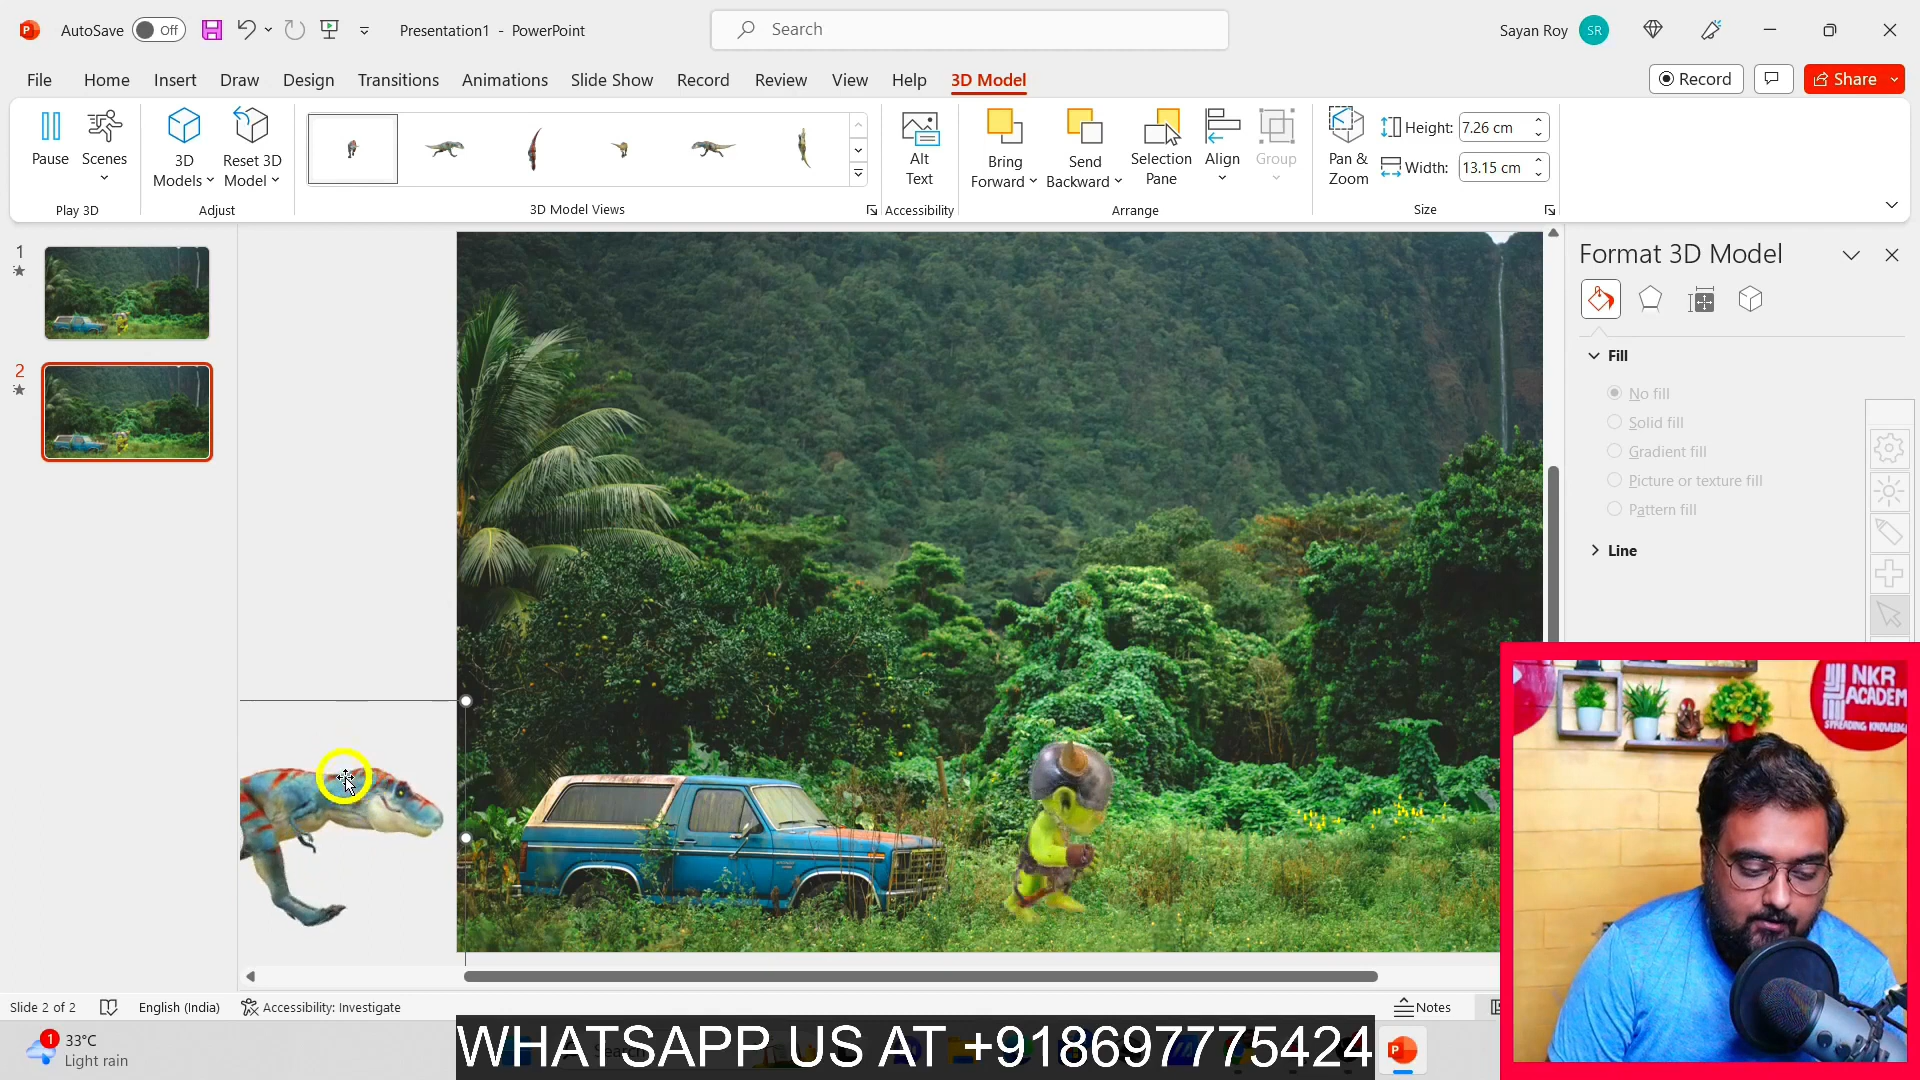 AutoSave Off Presentation1 - PowerPoint Search Sayan Roy SR
File Home Insert Draw Design Transitions Animations Slide Show Record Review View Help 3D Model Record Share
Pause Scenes 3D Models Reset 3D Model Alt Text Bring Forward Send Backward Selection Pane Align Group Pan & Zoom
Height: 7.26 cm
Width: 13.15 cm
Play 3D Adjust 3D Model Views Accessibility Arrange Size
1
2
Format 3D Model
Fill
No fill
Solid fill
Gradient fill
Picture or texture fill
Pattern fill
Line
NKR
ACADEM
SPREADING KNOWLEDG
Slide 2 of 2 English (India) Accessibility: Investigate Notes
1 33°C
Light rain
WHATSAPP US AT +918697775424